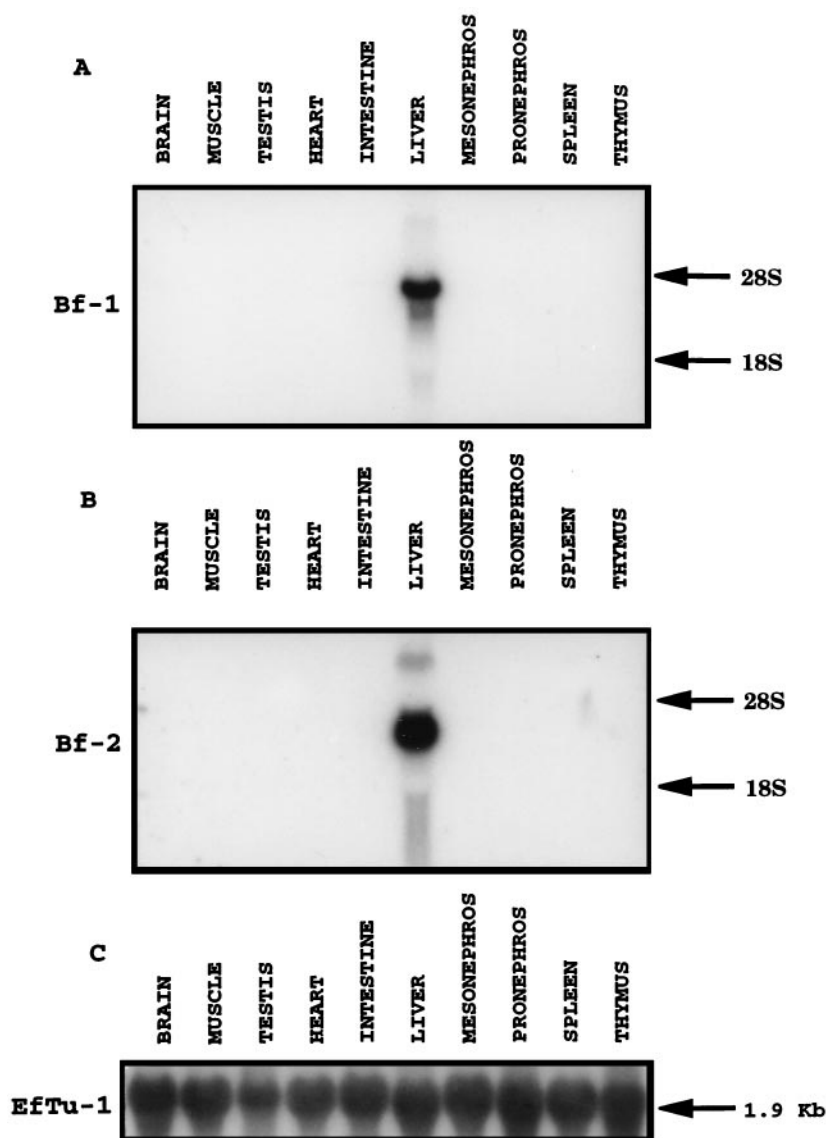 A
BRAIN
MUSCLE
TESTIS
HEART
INTESTINE
LIVER
MESONEPHROS
PRONEPHROS
SPLEEN
THYMUS
Bf-1
28S
18S
B
BRAIN
MUSCLE
TESTIS
HEART
INTESTINE
LIVER
MESONEPHROS
PRONEPHROS
SPLEEN
THYMUS
Bf-2
28S
18S
C
BRAIN
MUSCLE
TESTIS
HEART
INTESTINE
LIVER
MESONEPHROS
PRONEPHROS
SPLEEN
THYMUS
EfTu-1
1.9 Kb